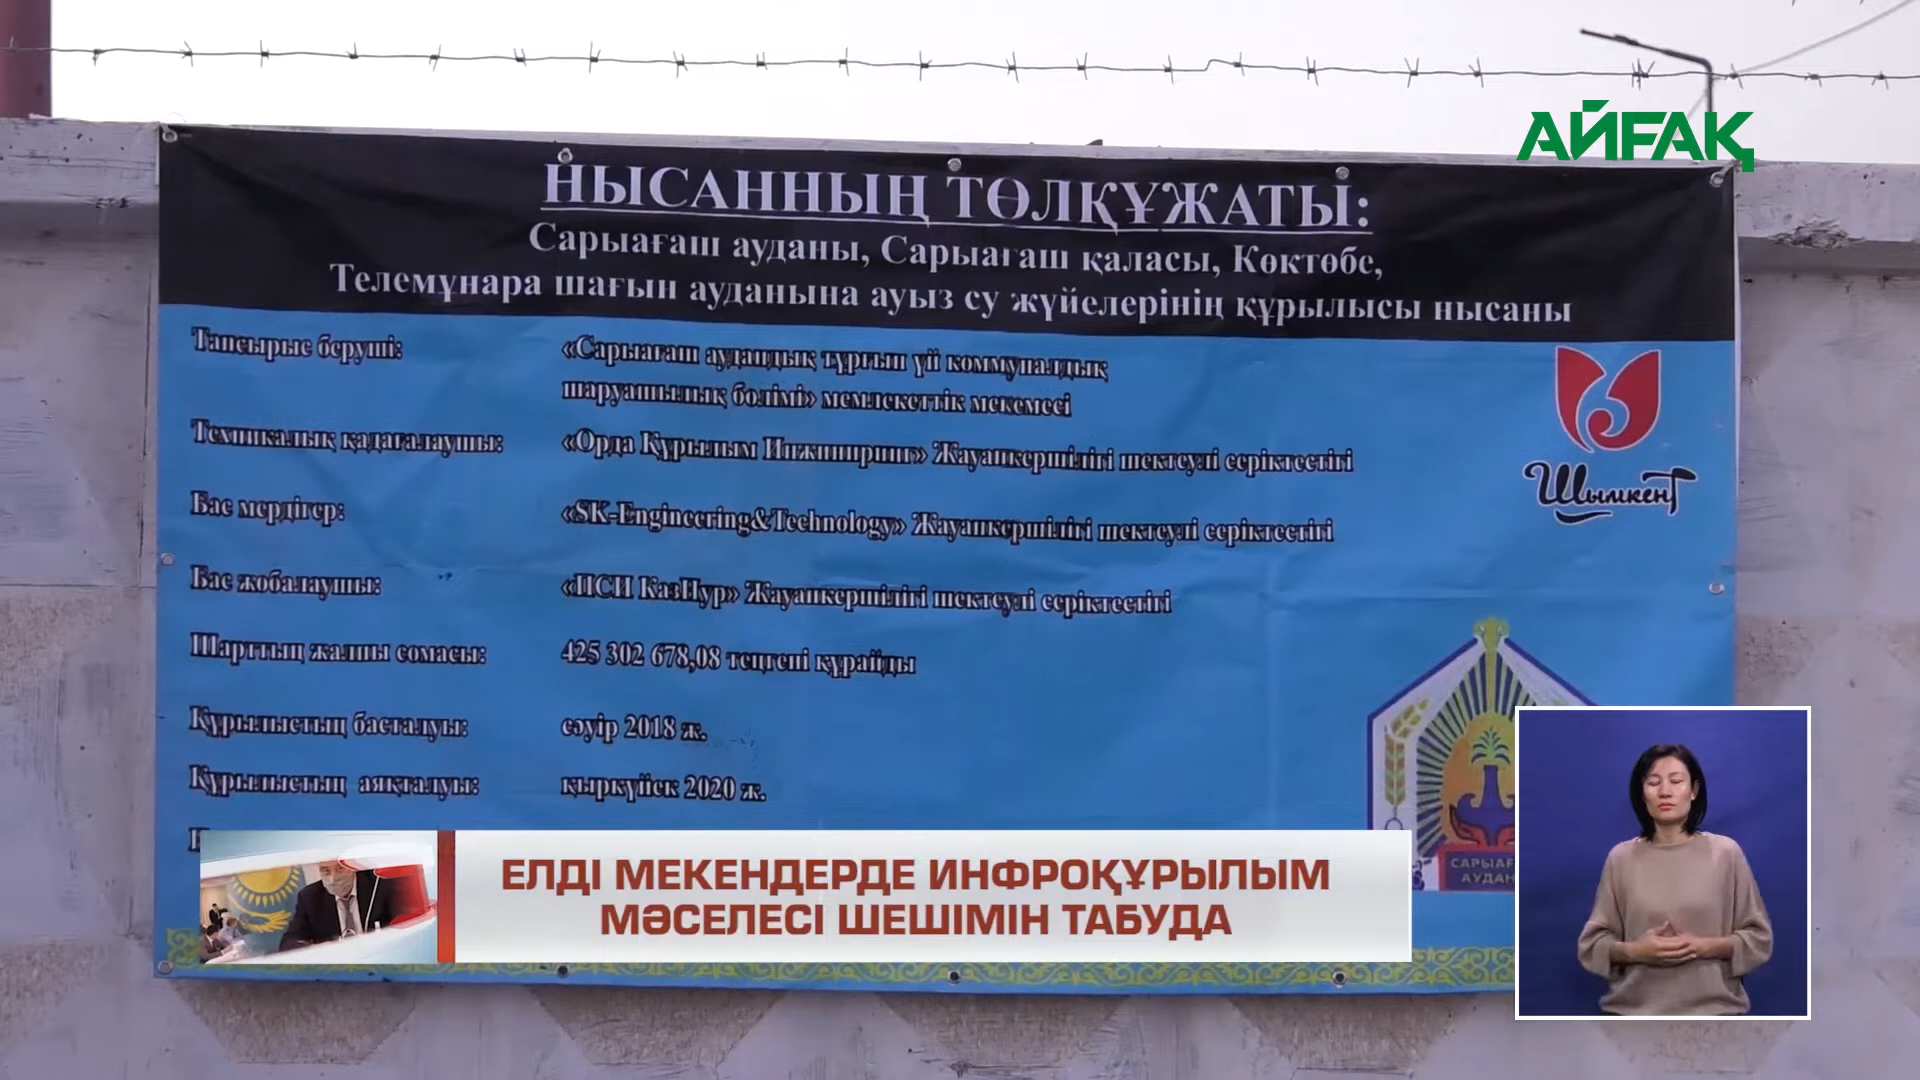 АЙҒАҚ
НЫСАННЫҢ ТӨЛҚҰЖАТЫ:
Сарыағаш ауданы, Сарыағаш қаласы, Көктөбе,
Телемұнара шағын ауданына ауыз су жүйелерінің құрылысы нысаны
Тапсырыс беруші:
«Сарыағаш аудандық тұрғын үй коммуналдық
шаруашылық бөлімі» мемлекеттік мекемесі
Техникалық қадағалаушы:
«Орда Құрылым Инжиниринг» Жауапкершілігі шектеулі серіктестігі
Бас мердігер:
«SK-Engineering&Technology» Жауапкершілігі шектеулі серіктестігі
Бас жобалаушы:
«ПСИ КазНур» Жауапкершілігі шектеулі серіктестігі
Шарттың жалпы сомасы:
425 302 678,08 теңгені құрайды
Құрылыстың басталуы:
сәуір 2018 ж.
Құрылыстың аяқталуы:
қыркүйек 2020 ж.
Шымкент
ЕЛДІ МЕКЕНДЕРДЕ ИНФРОҚҰРЫЛЫМ
МӘСЕЛЕСІ ШЕШІМІН ТАБУДА